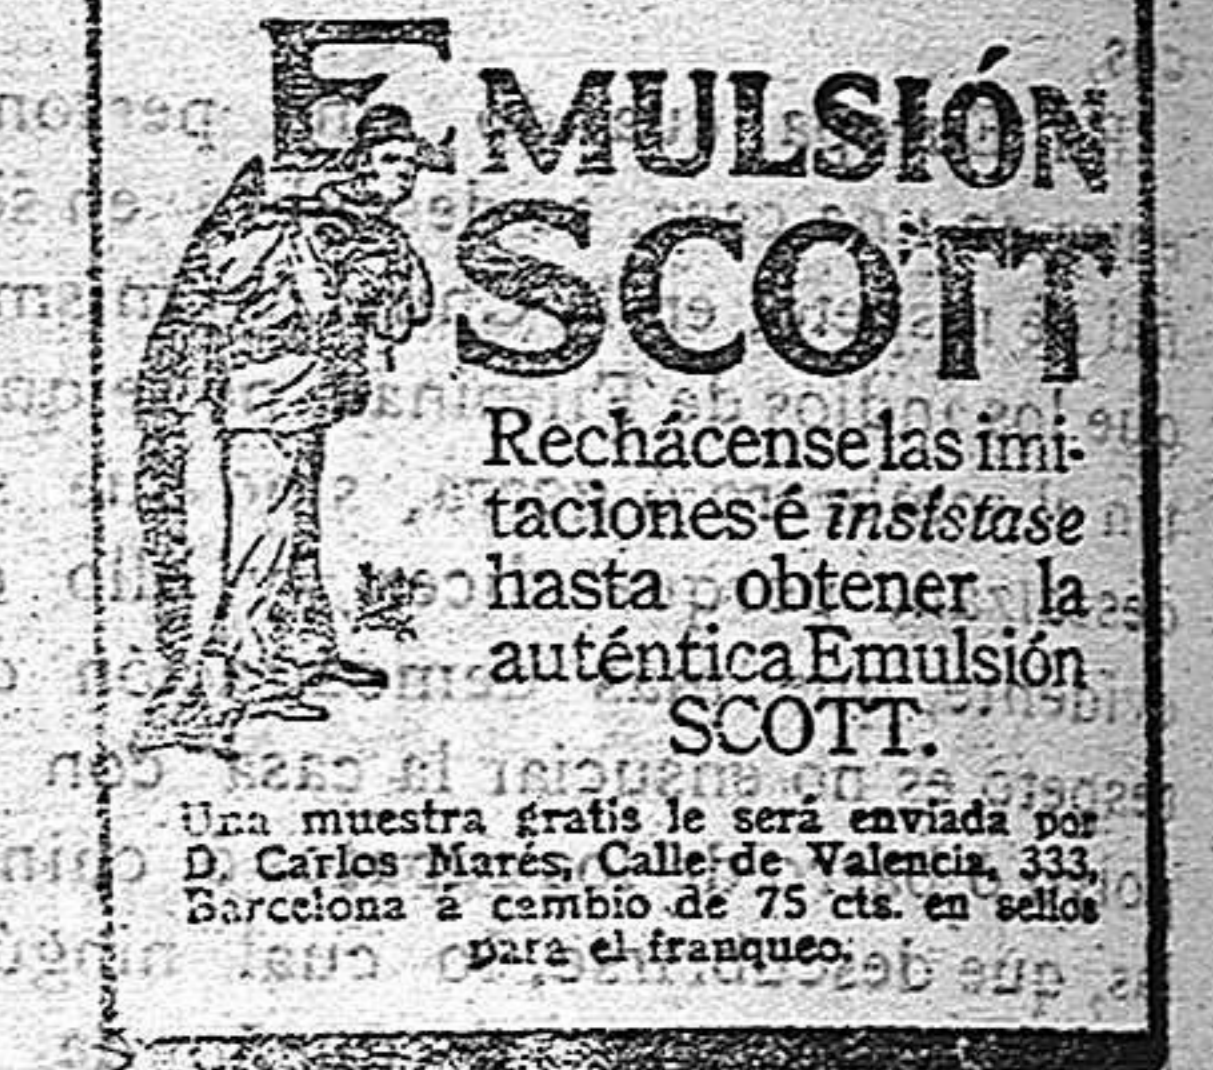 EMULSIÓN
SCOTT
Rechácense las imi-
taciones é insístase
hasta obtener la
auténtica Emulsión
SCOTT.
Una muestra gratis le será enviada por
D. Carlos Marés, Calle de Valencia, 333,
Barcelona á cambio de 75 cts. en sellos
para el franqueo.